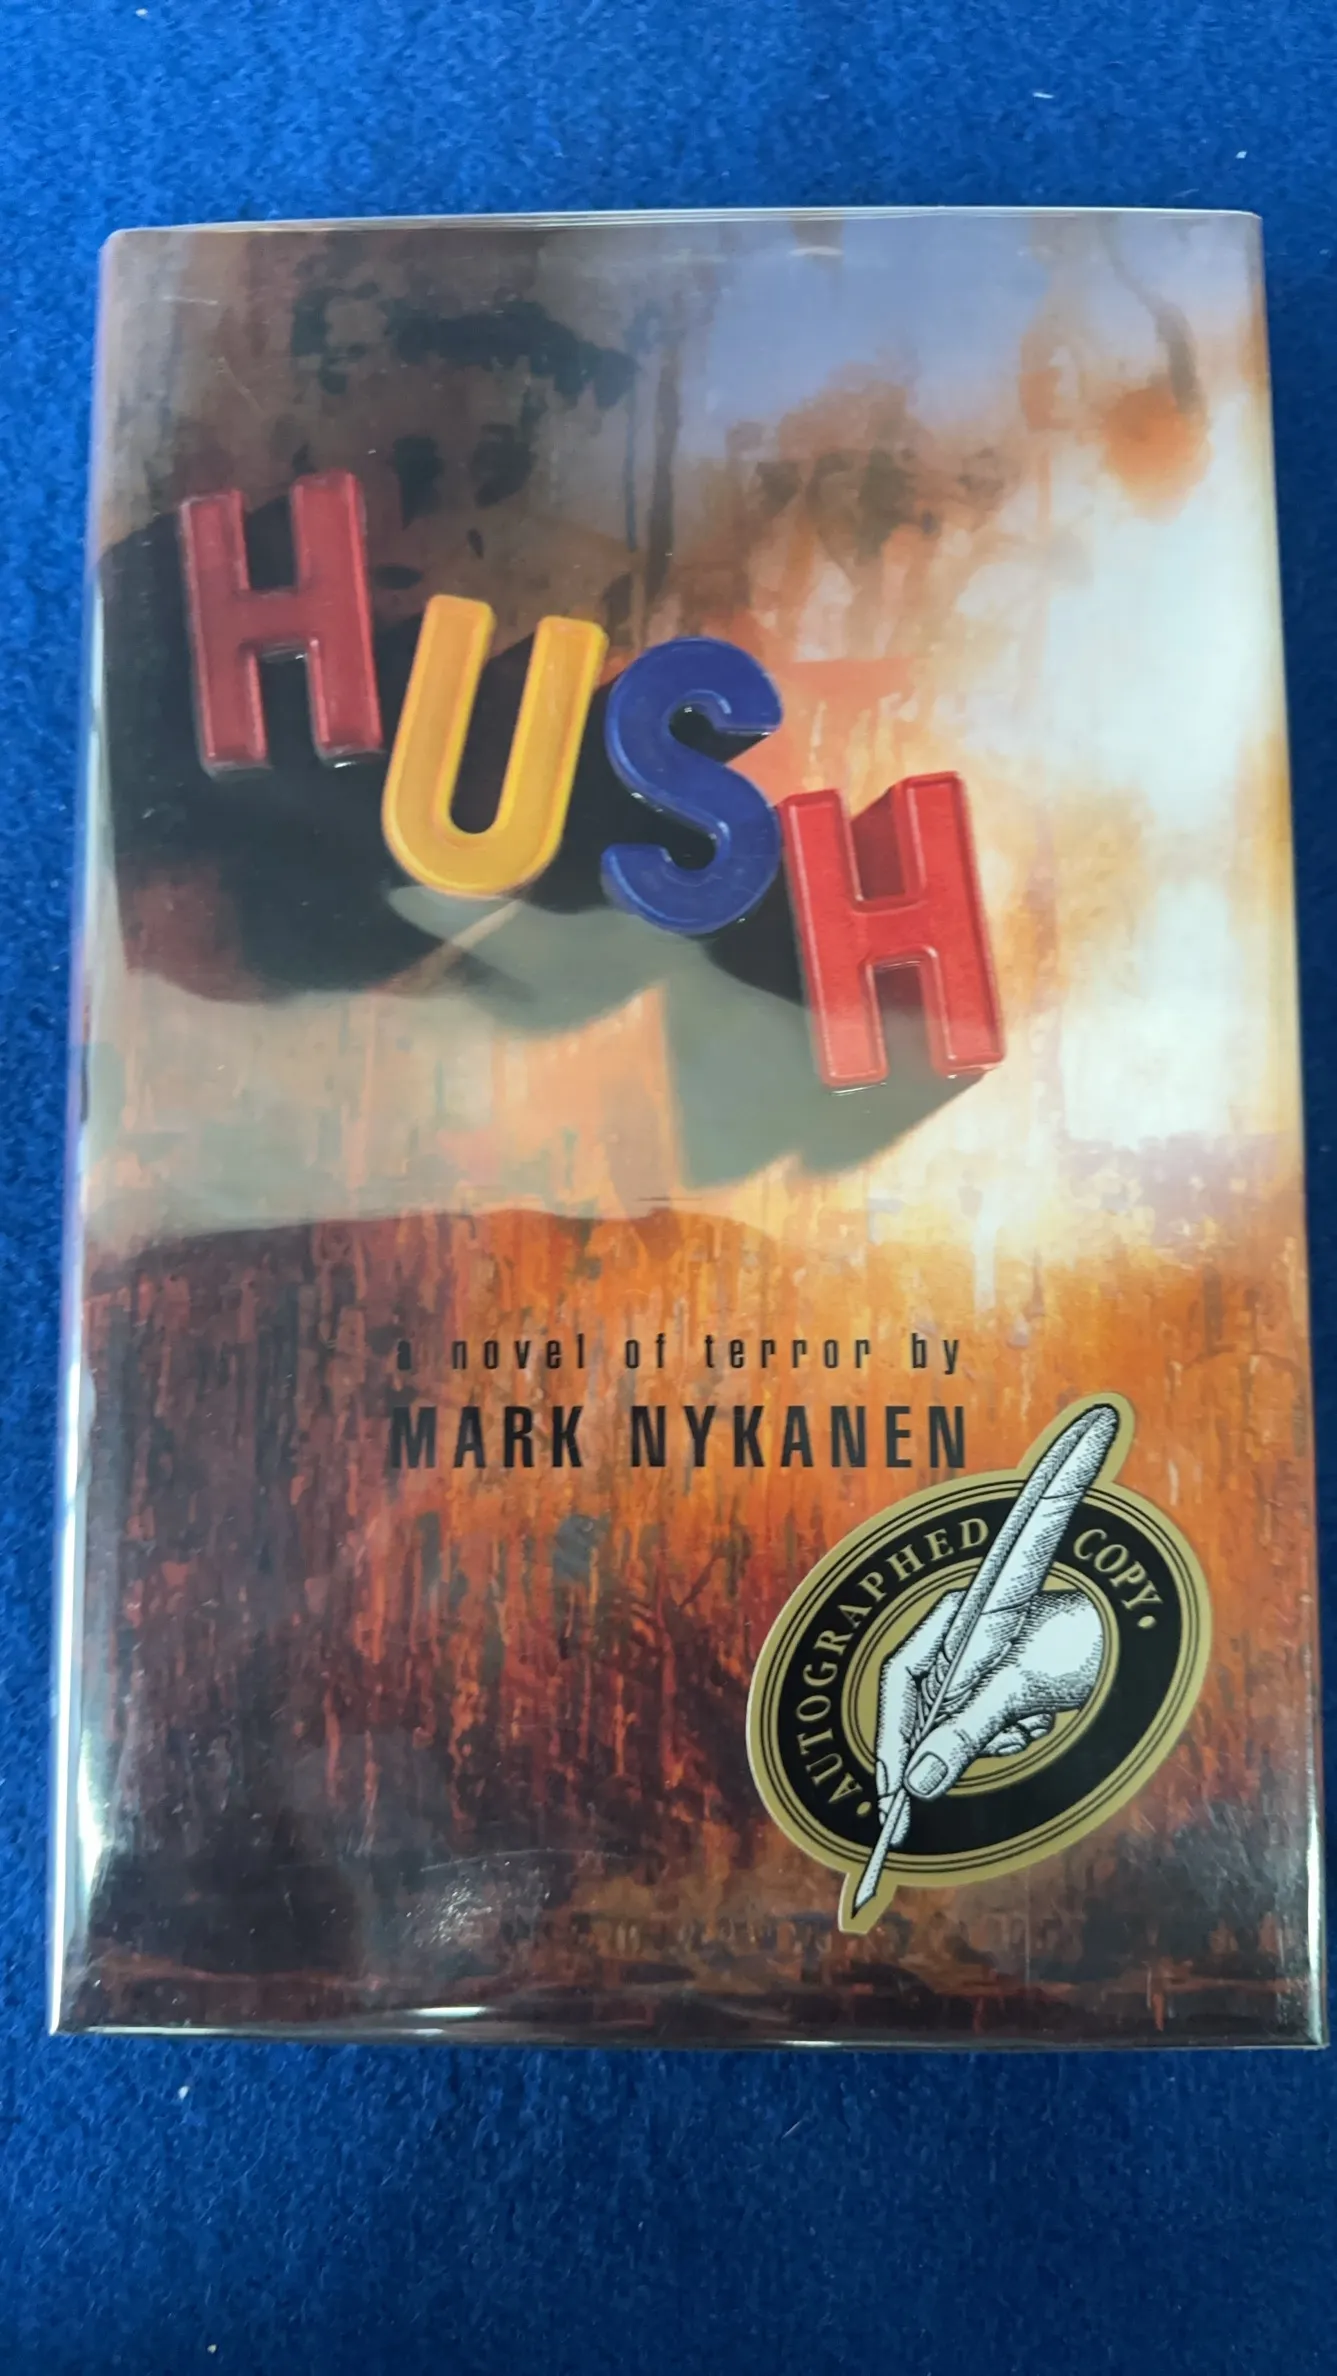 HUSH
a novel of terror by
MARK NYKANEN
• AUTOGRAPHED COPY •